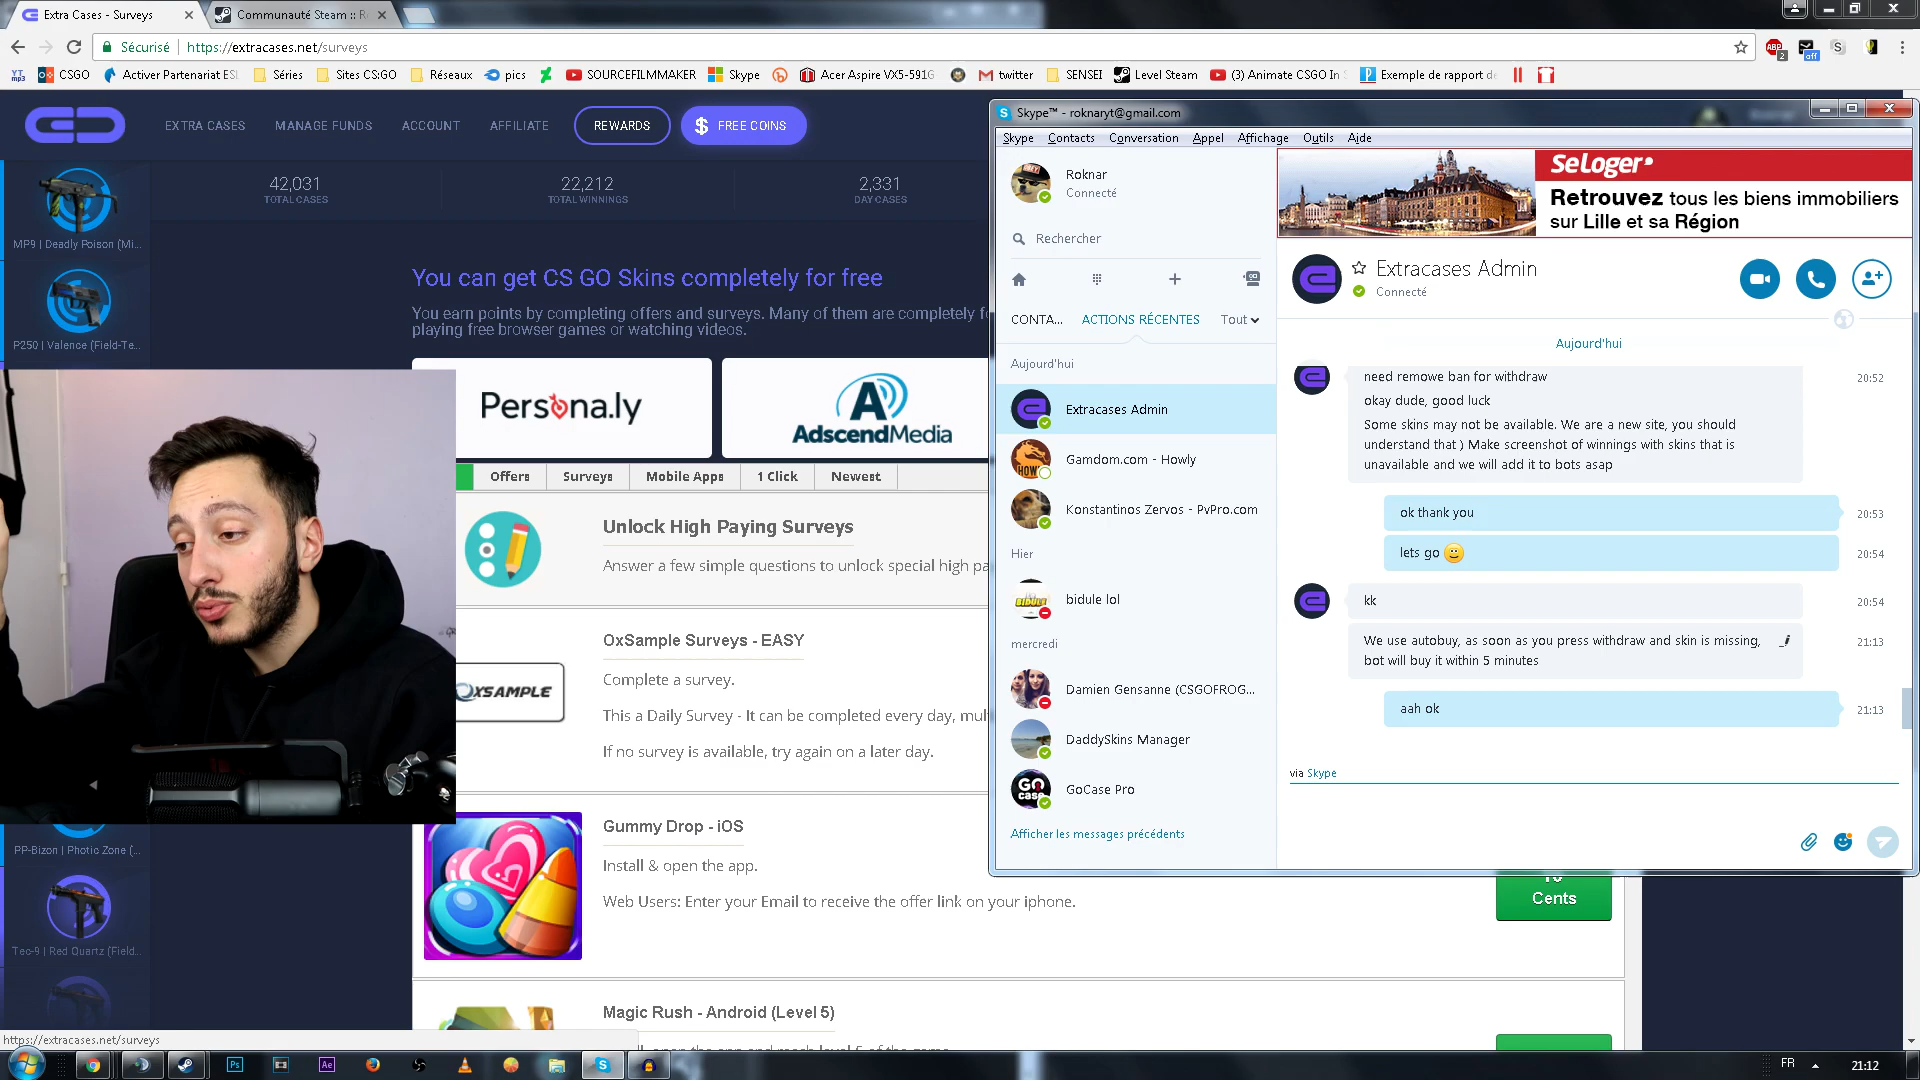 Extra Cases - Surveys
Communauté Steam :: R
Sécurisé
https://extracases.net/surveys
CSGO
Activer Partenariat ESL
Séries
Sites CS:GO
Réseaux
pics
SOURCEFILMMAKER
Skype
Acer Aspire VX5-591G
twitter
SENSEI
Level Steam
(3) Animate CSGO In S
Exemple de rapport de
EXTRA CASES
MANAGE FUNDS
ACCOUNT
AFFILIATE
REWARDS
$ FREE COINS
42,031
TOTAL CASES
22,212
TOTAL WINNINGS
2,331
DAY CASES
MP9 | Deadly Poison (Mi...
P250 | Valence (Field-Te...
PP-Bizon | Photic Zone (...
Tec-9 | Red Quartz (Field...
You can get CS GO Skins completely for free
You earn points by completing offers and surveys. Many of them are completely fo
playing free browser games or watching videos.
Persona.ly
AdscendMedia
Offers
Surveys
Mobile Apps
1 Click
Newest
Unlock High Paying Surveys
Answer a few simple questions to unlock special high pa
OxSample Surveys - EASY
OXSAMPLE
Complete a survey.
This a Daily Survey - It can be completed every day, mult
If no survey is available, try again on a later day.
Gummy Drop - iOS
Install & open the app.
Web Users: Enter your Email to receive the offer link on your iphone.
Cents
Magic Rush - Android (Level 5)
https://extracases.net/surveys
Skype™ - roknaryt@gmail.com
Skype
Contacts
Conversation
Appel
Affichage
Outils
Aide
Roknar
Connecté
Rechercher
CONTA...
ACTIONS RÉCENTES
Tout
Aujourd'hui
Extracases Admin
Gamdom.com - Howly
Konstantinos Zervos - PvPro.com
Hier
bidule lol
mercredi
Damien Gensanne (CSGOFROG...
DaddySkins Manager
GoCase Pro
Afficher les messages précédents
SeLoger
Retrouvez tous les biens immobiliers
sur Lille et sa Région
Extracases Admin
Connecté
Aujourd'hui
need remowe ban for withdraw
20:52
okay dude, good luck
Some skins may not be available. We are a new site, you should
understand that ) Make screenshot of winnings with skins that is
unavailable and we will add it to bots asap
ok thank you
20:53
lets go
20:54
kk
20:54
We use autobuy, as soon as you press withdraw and skin is missing,
bot will buy it within 5 minutes
21:13
aah ok
21:13
via Skype
FR
21:12